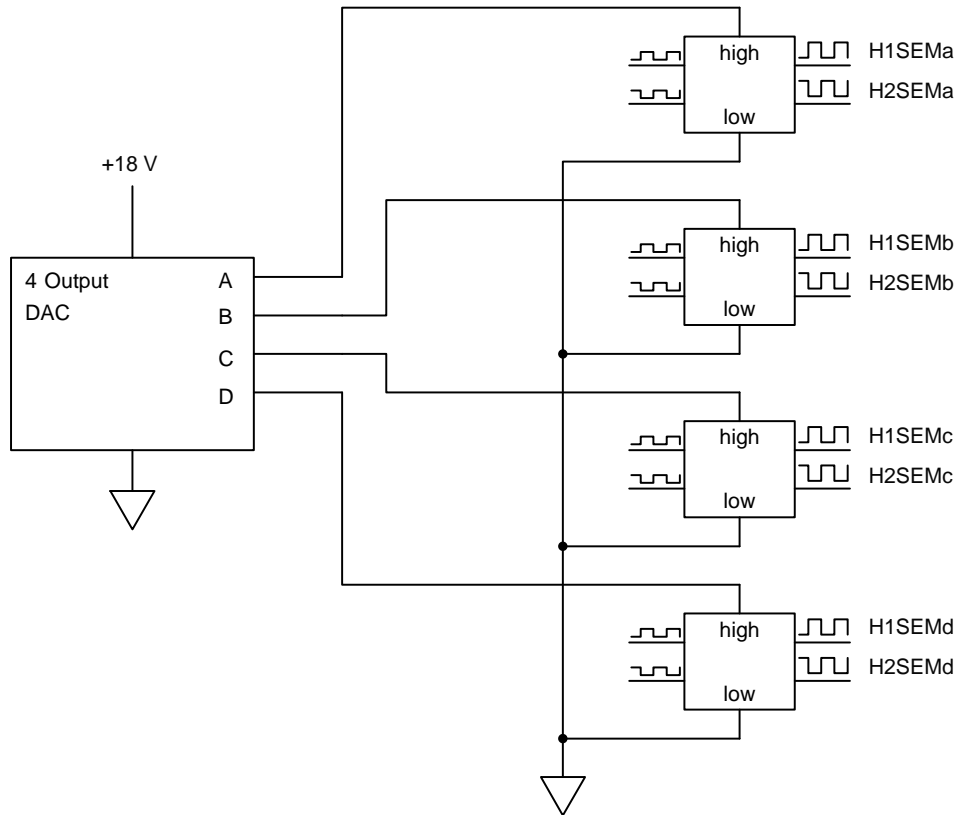 high
low
H1SEMa
H2SEMa
+18 V
4 Output
DAC
A
B
C
D
high
low
H1SEMb
H2SEMb
high
low
H1SEMc
H2SEMc
high
low
H1SEMd
H2SEMd